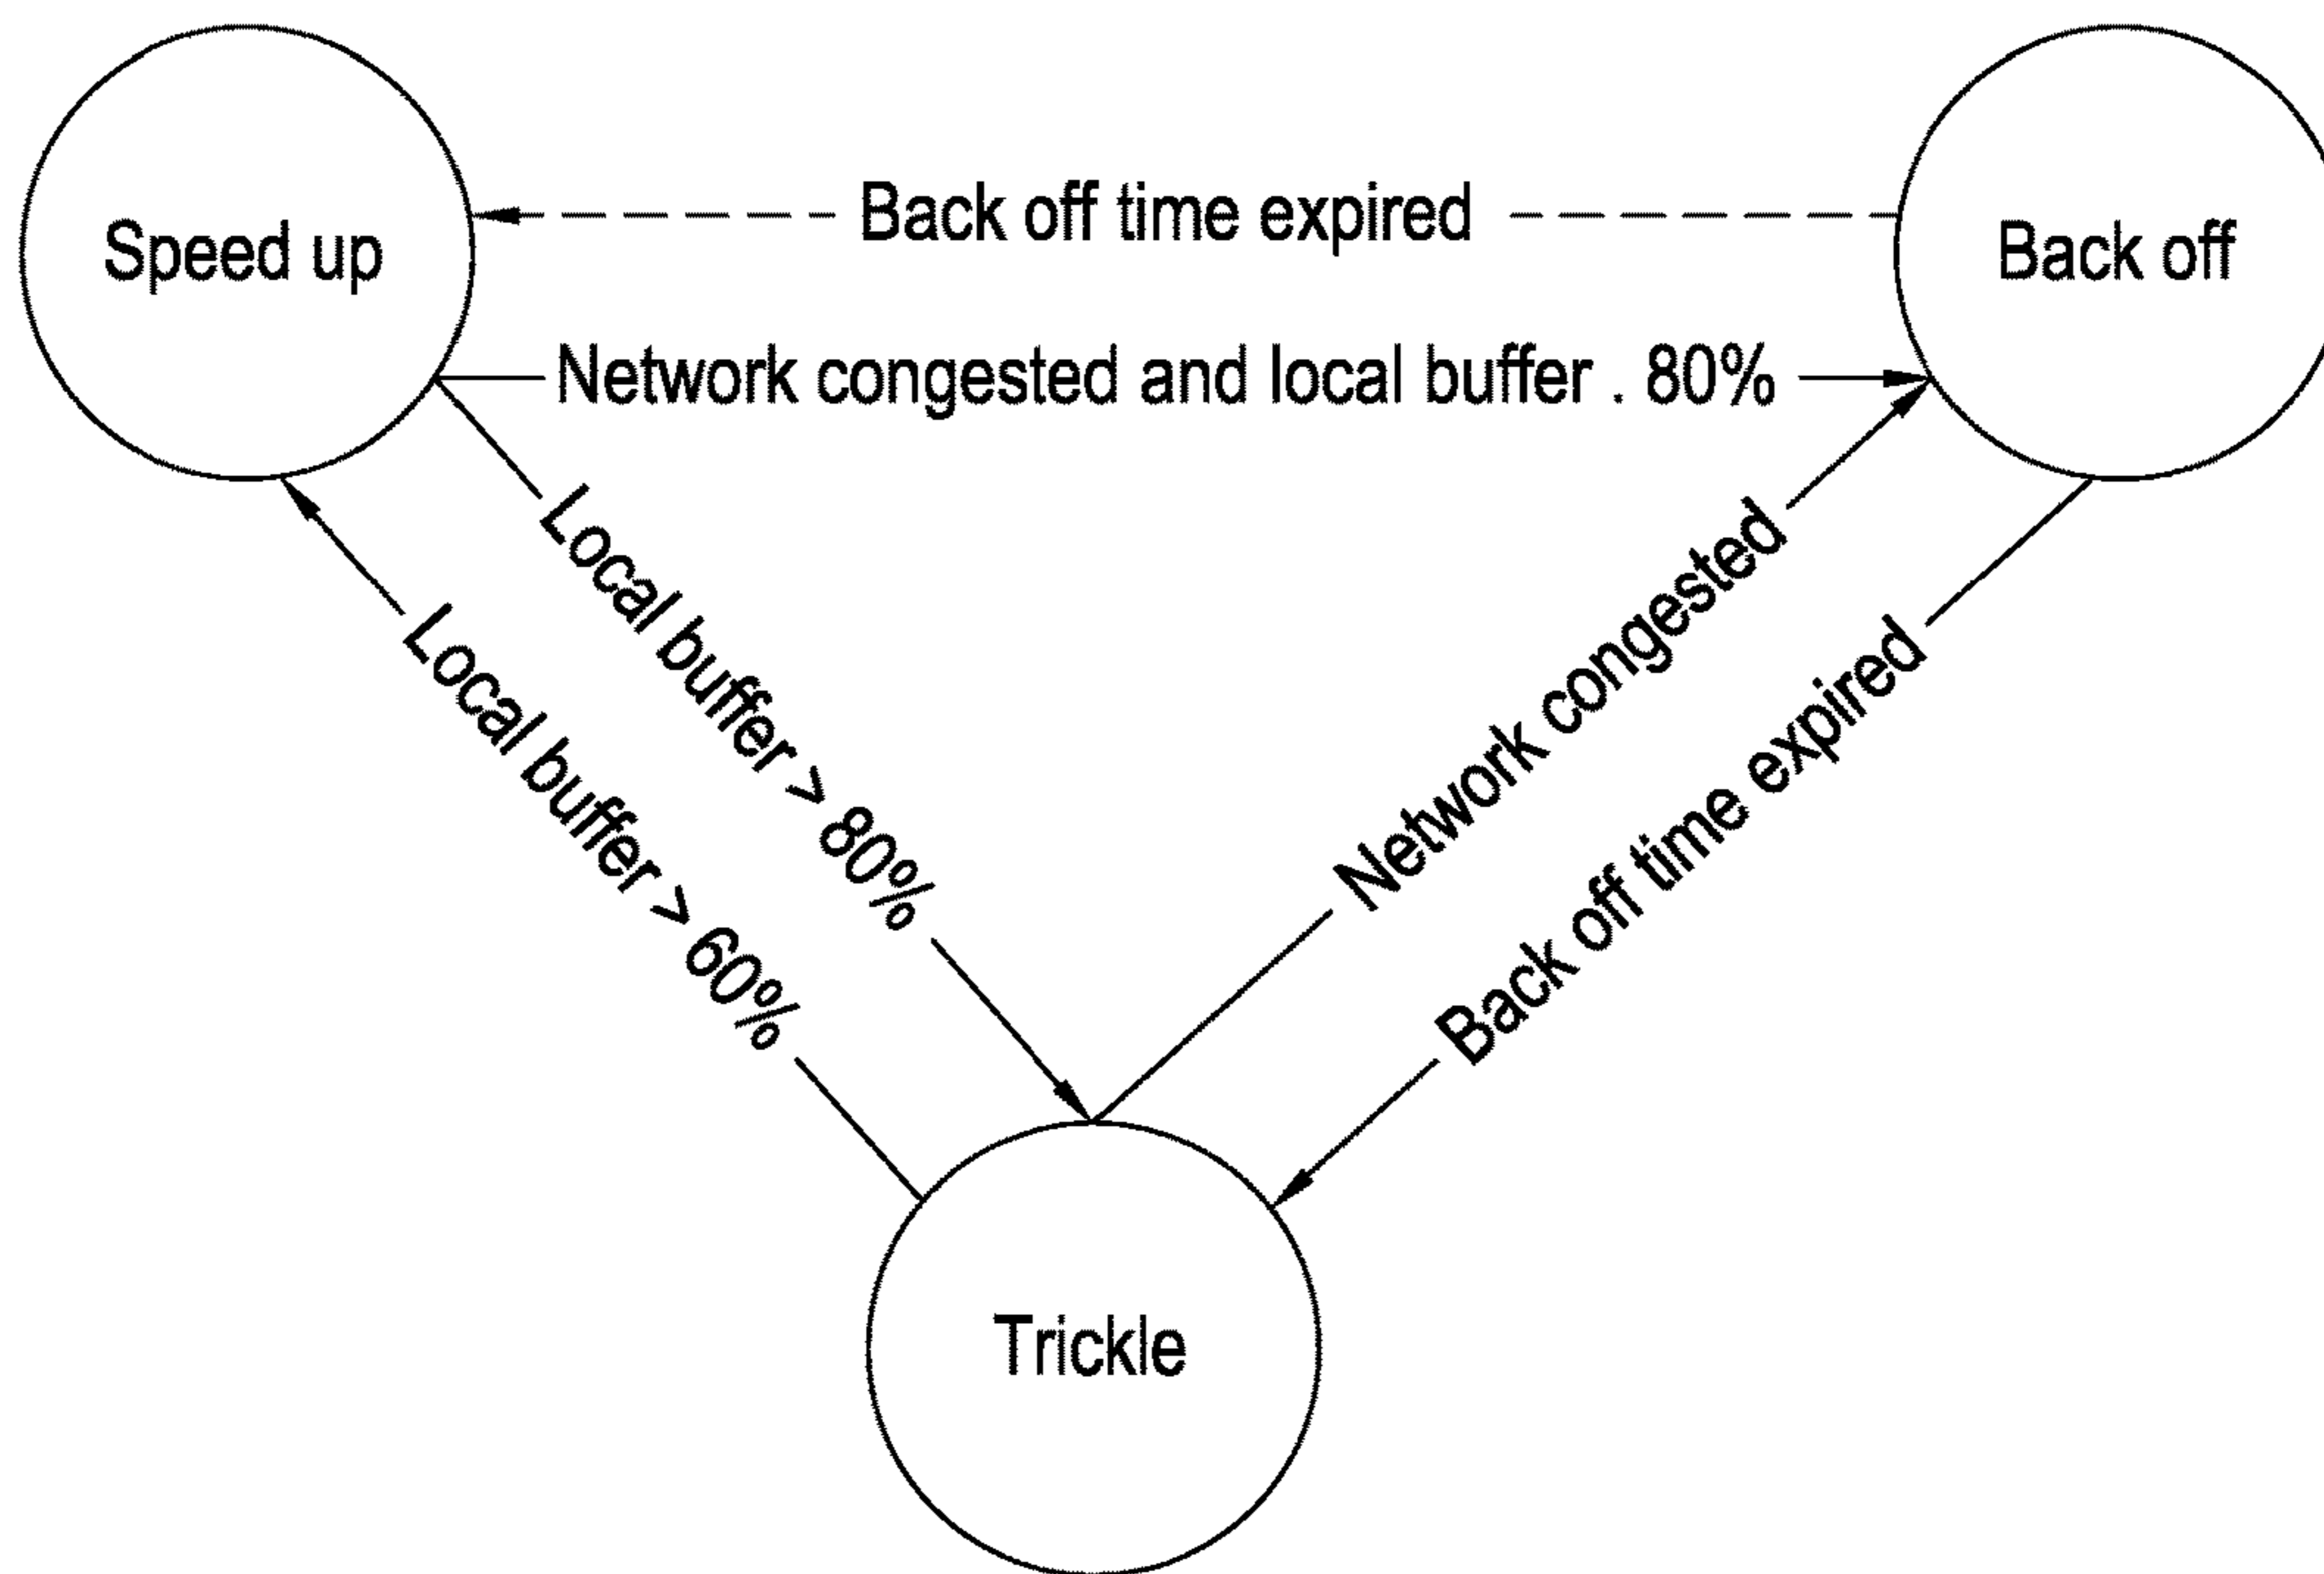 Back off time expired
Speed up
Back off
Network congested and local buffer . 80%
Local buffer > 80%
Local buffer > 60%
Network congested
Back off time expired
Trickle